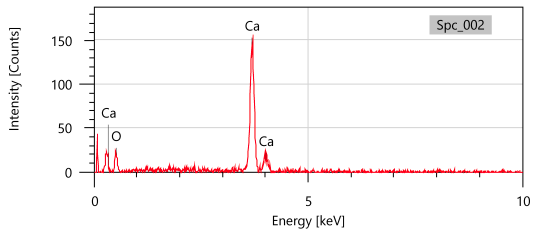 Spc_002
Intensity [Counts]
150
100
50
0
Ca
O
Ca
Ca
0
5
10
Energy [keV]